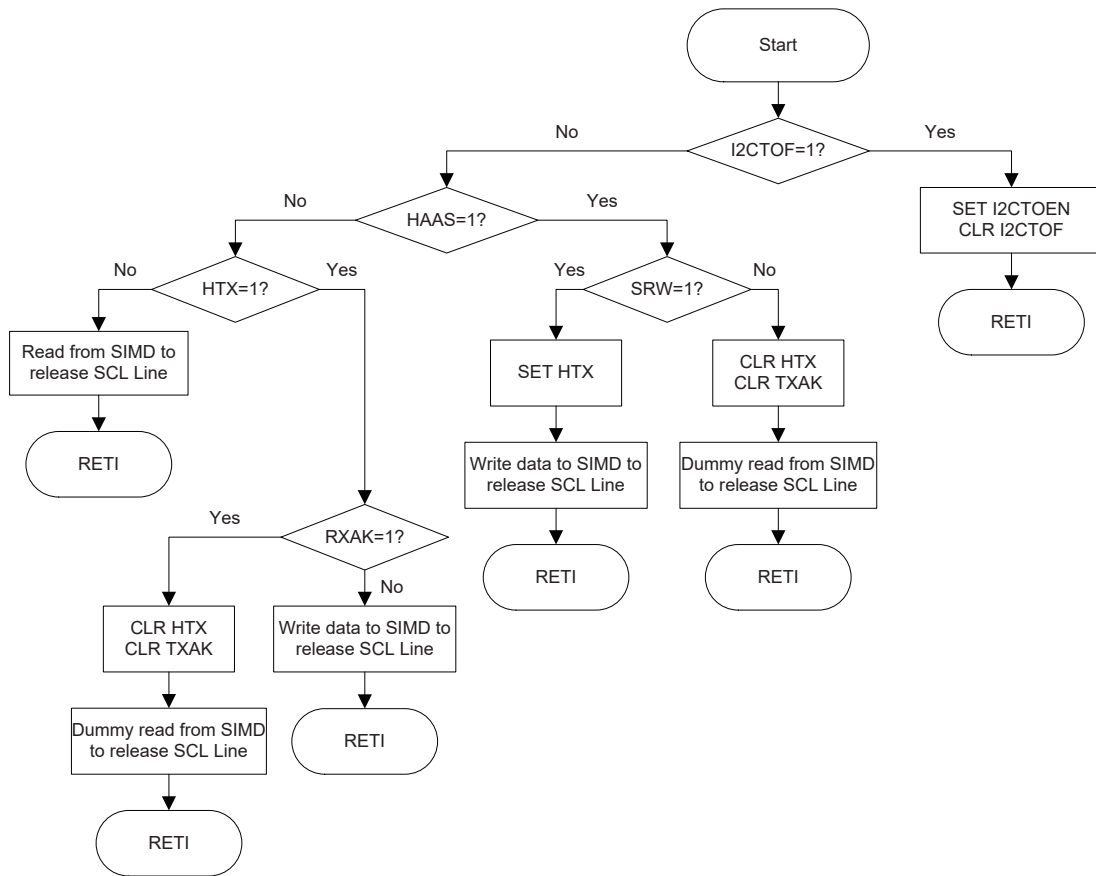 Start
No
I2CTOF=1?
Yes
No
HAAS=1?
Yes
SET I2CTOEN
CLR I2CTOF
No
HTX=1?
Yes
Yes
SRW=1?
No
RETI
Read from SIMD to
release SCL Line
SET HTX
CLR HTX
CLR TXAK
RETI
Write data to SIMD to
release SCL Line
Dummy read from SIMD
to release SCL Line
Yes
RXAK=1?
No
RETI
RETI
CLR HTX
CLR TXAK
Write data to SIMD to
release SCL Line
Dummy read from SIMD
to release SCL Line
RETI
RETI